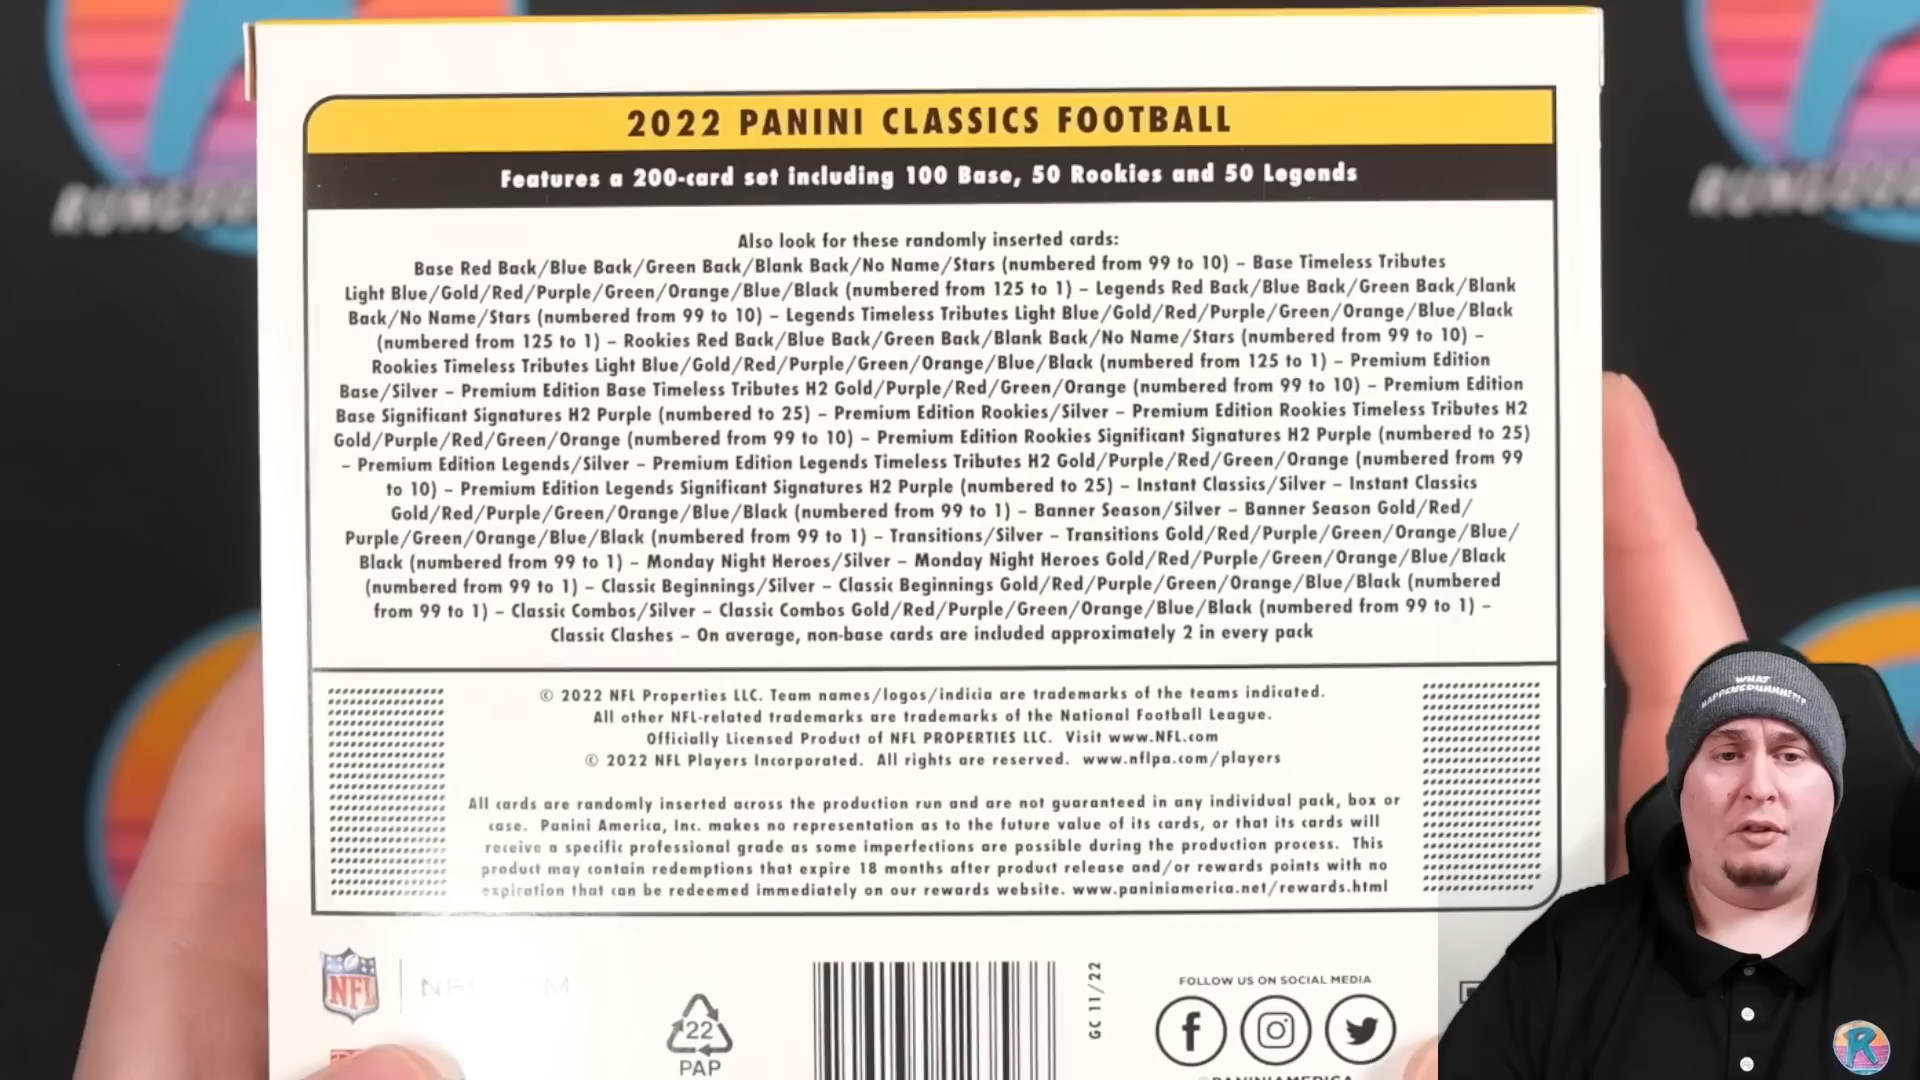 2022 PANINI CLASSICS FOOTBALL
Features a 200-card set including 100 Base, 50 Rookies and 50 Legends
Also look for these randomly inserted cards:
Base Red Back/Blue Back/Green Back/Blank Back/No Name/Stars (numbered from 99 to 10) – Base Timeless Tributes
Light Blue/Gold/Red/Purple/Green/Orange/Blue/Black (numbered from 125 to 1) – Legends Red Back/Blue Back/Green Back/Blank
Back/No Name/Stars (numbered from 99 to 10) – Legends Timeless Tributes Light Blue/Gold/Red/Purple/Green/Orange/Blue/Black
(numbered from 125 to 1) – Rookies Red Back/Blue Back/Green Back/Blank Back/No Name/Stars (numbered from 99 to 10) –
Rookies Timeless Tributes Light Blue/Gold/Red/Purple/Green/Orange/Blue/Black (numbered from 125 to 1) – Premium Edition
Base/Silver – Premium Edition Base Timeless Tributes H2 Gold/Purple/Red/Green/Orange (numbered from 99 to 10) – Premium Edition
Base Significant Signatures H2 Purple (numbered to 25) – Premium Edition Rookies/Silver – Premium Edition Rookies Timeless Tributes H2
Gold/Purple/Red/Green/Orange (numbered from 99 to 10) – Premium Edition Rookies Significant Signatures H2 Purple (numbered to 25)
– Premium Edition Legends/Silver – Premium Edition Legends Timeless Tributes H2 Gold/Purple/Red/Green/Orange (numbered from 99
to 10) – Premium Edition Legends Significant Signatures H2 Purple (numbered to 25) – Instant Classics/Silver – Instant Classics
Gold/Red/Purple/Green/Orange/Blue/Black (numbered from 99 to 1) – Banner Season/Silver – Banner Season Gold/Red/
Purple/Green/Orange/Blue/Black (numbered from 99 to 1) – Transitions/Silver – Transitions Gold/Red/Purple/Green/Orange/Blue/
Black (numbered from 99 to 1) – Monday Night Heroes/Silver – Monday Night Heroes Gold/Red/Purple/Green/Orange/Blue/Black
(numbered from 99 to 1) – Classic Beginnings/Silver – Classic Beginnings Gold/Red/Purple/Green/Orange/Blue/Black (numbered
from 99 to 1) – Classic Combos/Silver – Classic Combos Gold/Red/Purple/Green/Orange/Blue/Black (numbered from 99 to 1) –
Classic Clashes – On average, non-base cards are included approximately 2 in every pack
© 2022 NFL Properties LLC. Team names/logos/indicia are trademarks of the teams indicated.
All other NFL-related trademarks are trademarks of the National Football League.
Officially Licensed Product of NFL PROPERTIES LLC. Visit www.NFL.com
© 2022 NFL Players Incorporated. All rights are reserved. www.nflpa.com/players
All cards are randomly inserted across the production run and are not guaranteed in any individual pack, box or
case. Panini America, Inc. makes no representation as to the future value of its cards, or that its cards will
receive a specific professional grade as some imperfections are possible during the production process. This
product may contain redemptions that expire 18 months after product release and/or rewards points with no
expiration that can be redeemed immediately on our rewards website. www.paniniamerica.net/rewards.html
NFL
22
PAP
GC 11/22
FOLLOW US ON SOCIAL MEDIA
WHAT
HAPPENEDUHHH!?!?
R